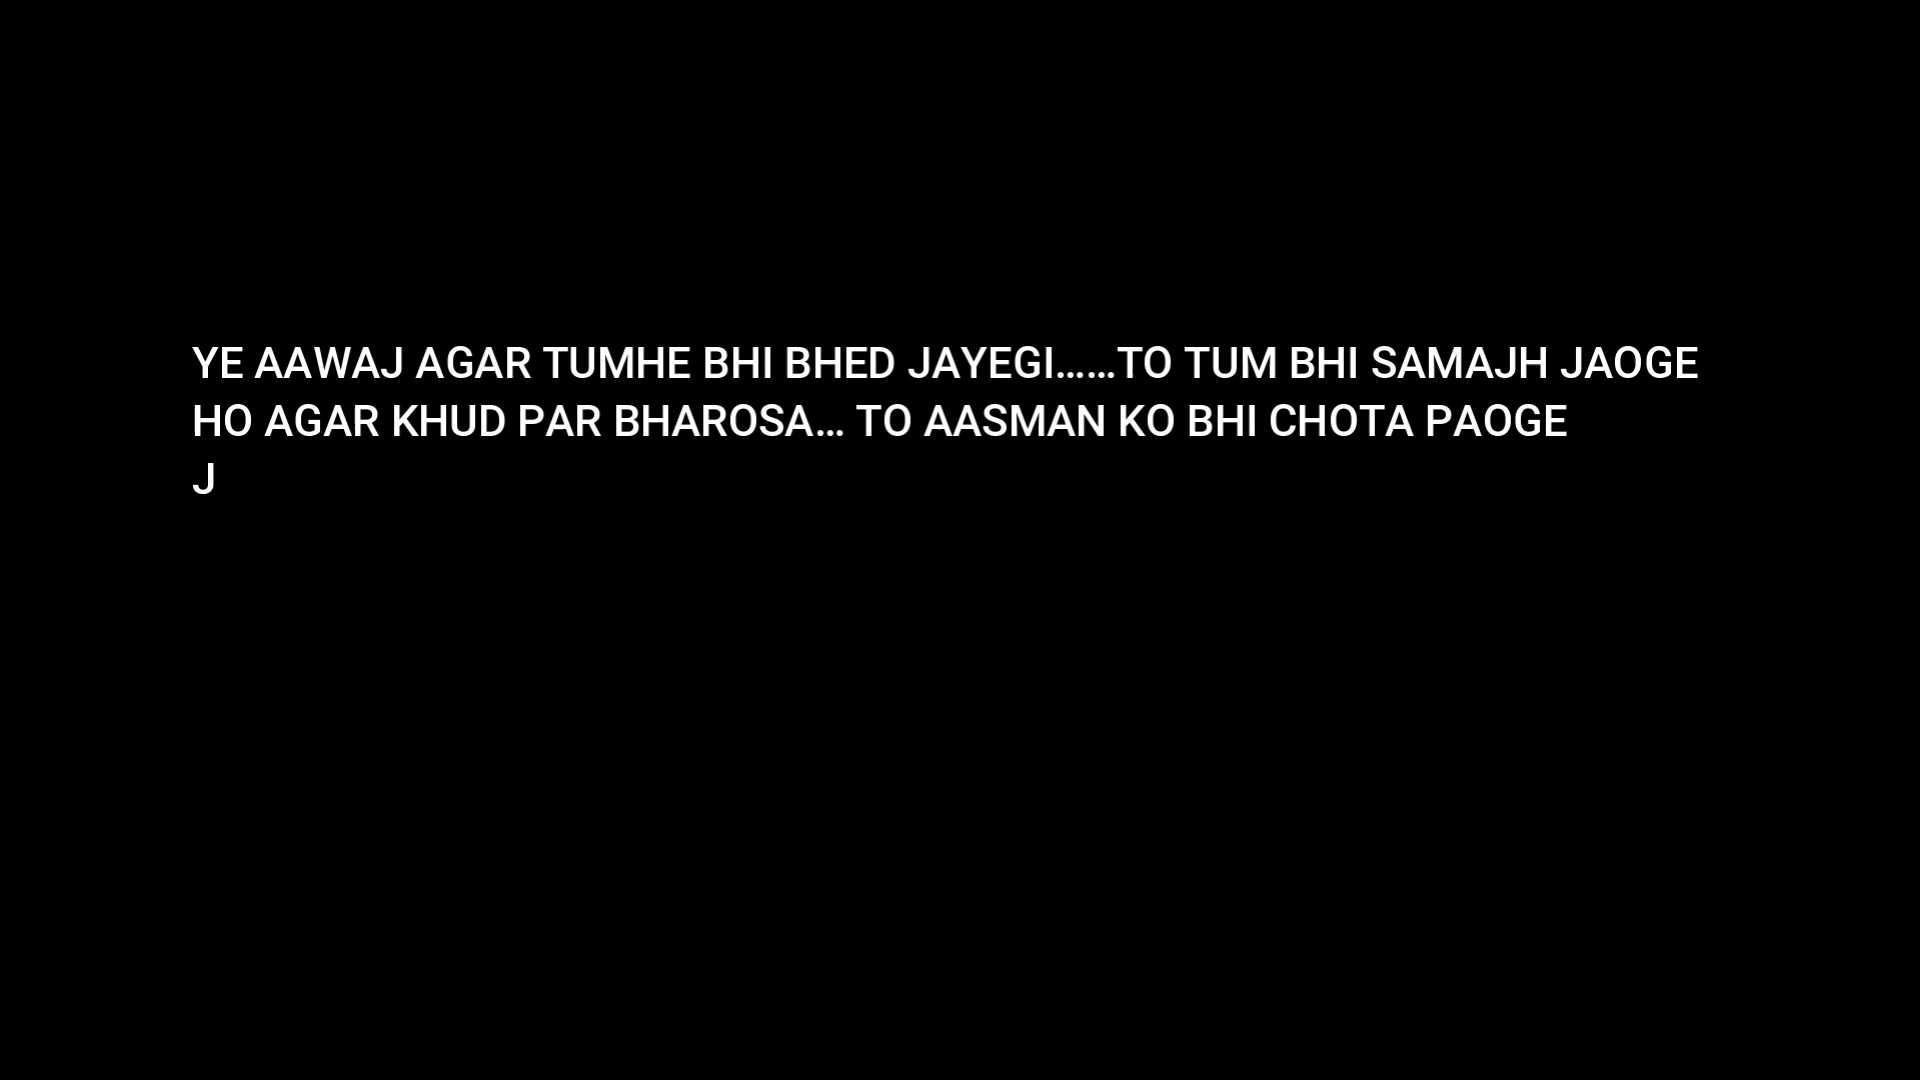 YE AAWAJ AGAR TUMHE BHI BHED JAYEGI......TO TUM BHI SAMAJH JAOGE
HO AGAR KHUD PAR BHAROSA... TO AASMAN KO BHI CHOTA PAOGE
J